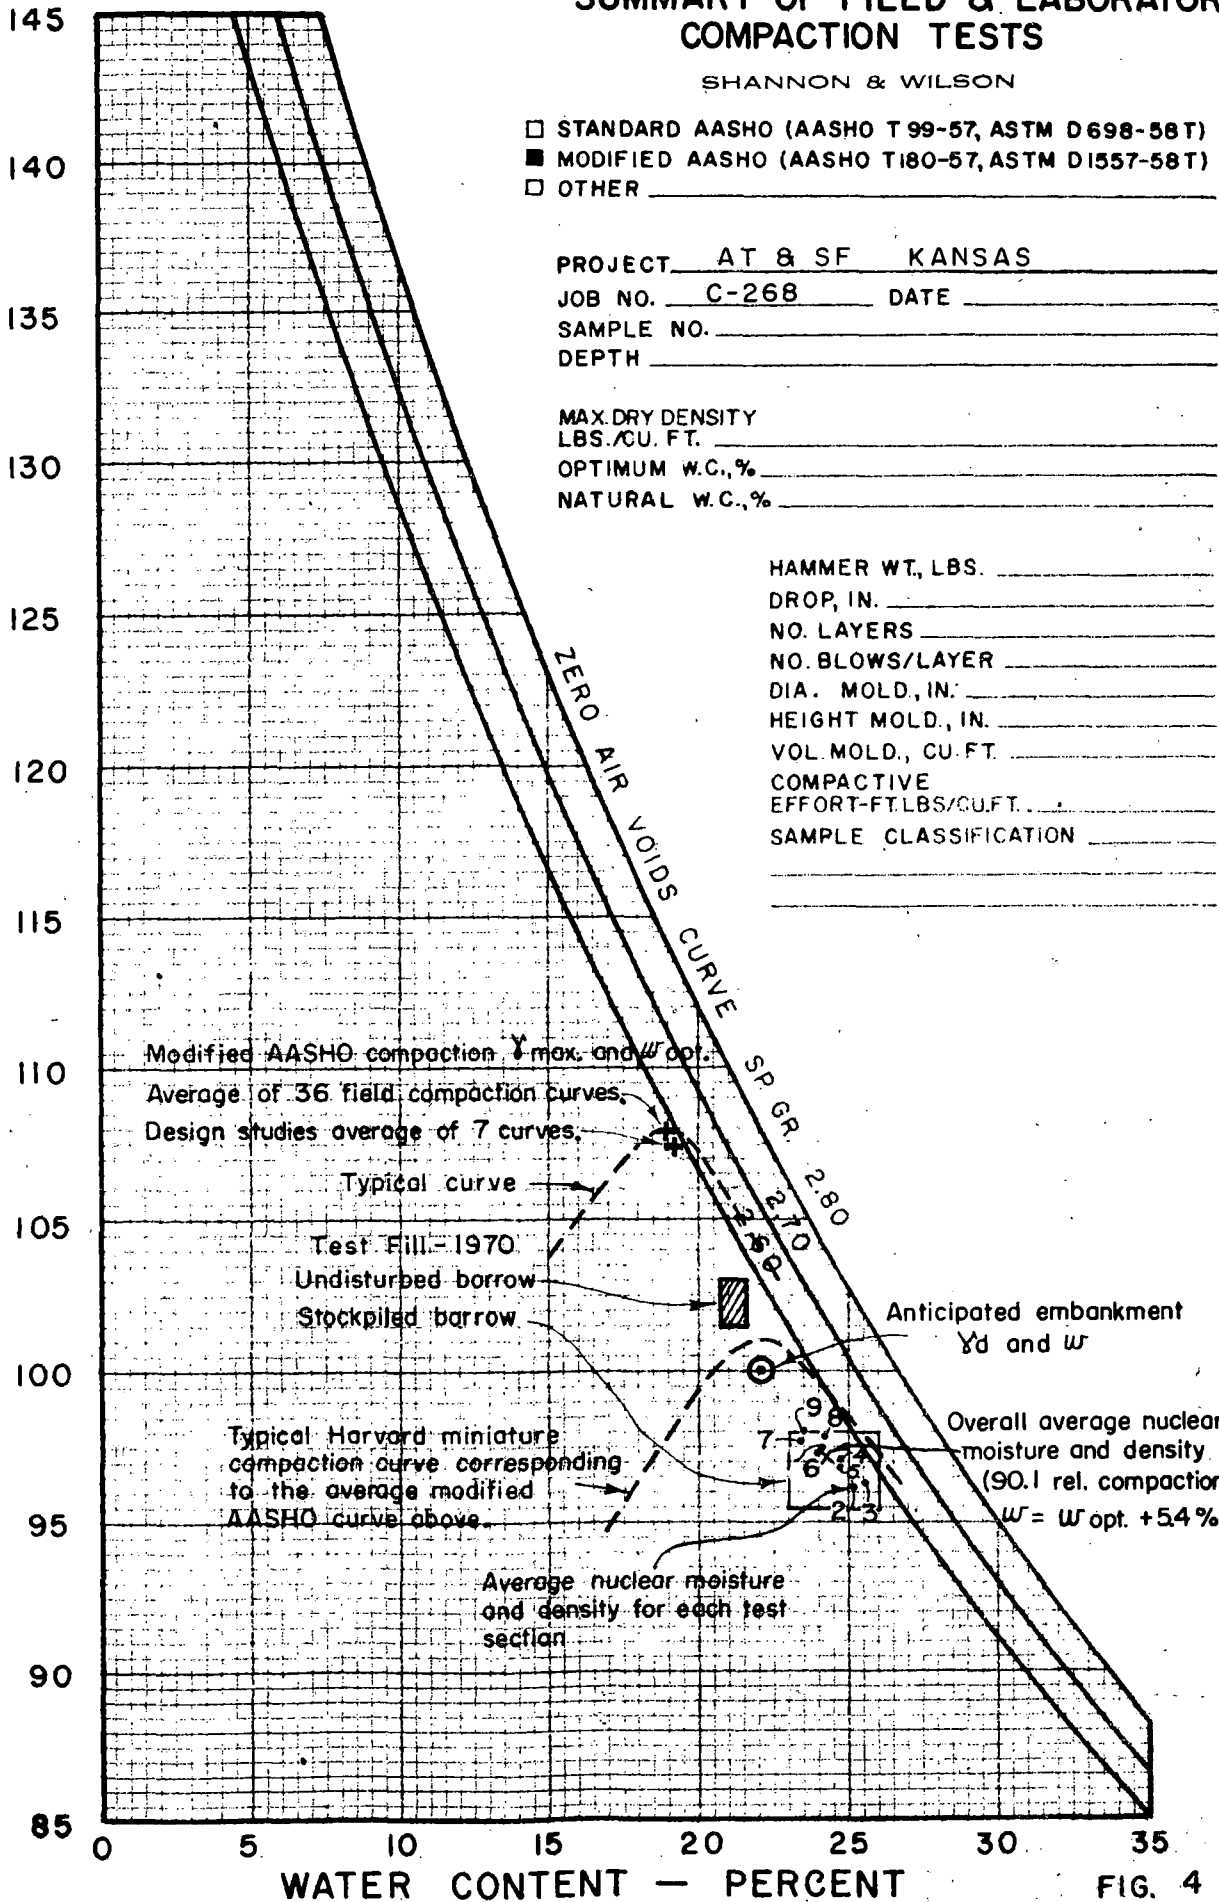 SUMMARY OF FIELD & LABORATOR
COMPACTION TESTS
SHANNON & WILSON
□ STANDARD AASHO (AASHO T 99-57, ASTM D698-58T)
■ MODIFIED AASHO (AASHO T180-57, ASTM D1557-58T)
□ OTHER
PROJECT AT & SF KANSAS
JOB NO. C-268 DATE
SAMPLE NO.
DEPTH
MAX. DRY DENSITY
LBS./CU. FT.
OPTIMUM W.C.,%
NATURAL W.C.,%
HAMMER WT., LBS.
DROP, IN.
NO. LAYERS
NO. BLOWS/LAYER
DIA. MOLD., IN.
HEIGHT MOLD., IN.
VOL. MOLD., CU. FT.
COMPACTIVE
EFFORT-FT.LBS/CU.FT.
SAMPLE CLASSIFICATION
145
140
135
130
125
120
115
110
105
100
95
90
85
ZERO AIR VOIDS CURVE SP. GR. 2.80
2.70
2.60
Modified AASHO compaction γ max. and w opt.
Average of 36 field compaction curves.
Design studies average of 7 curves.
Typical curve
Test Fill - 1970
Undisturbed borrow
Stockpiled borrow
Anticipated embankment
γd and w
Typical Harvard miniature
compaction curve corresponding
to the average modified
AASHO curve above.
9
8
7
6
4
5
2
3
Overall average nuclear
moisture and density
(90.1 rel. compaction
w = w opt. +5.4%
Average nuclear moisture
and density for each test
section
0 5 10 15 20 25 30 35
WATER CONTENT — PERCENT
FIG. 4